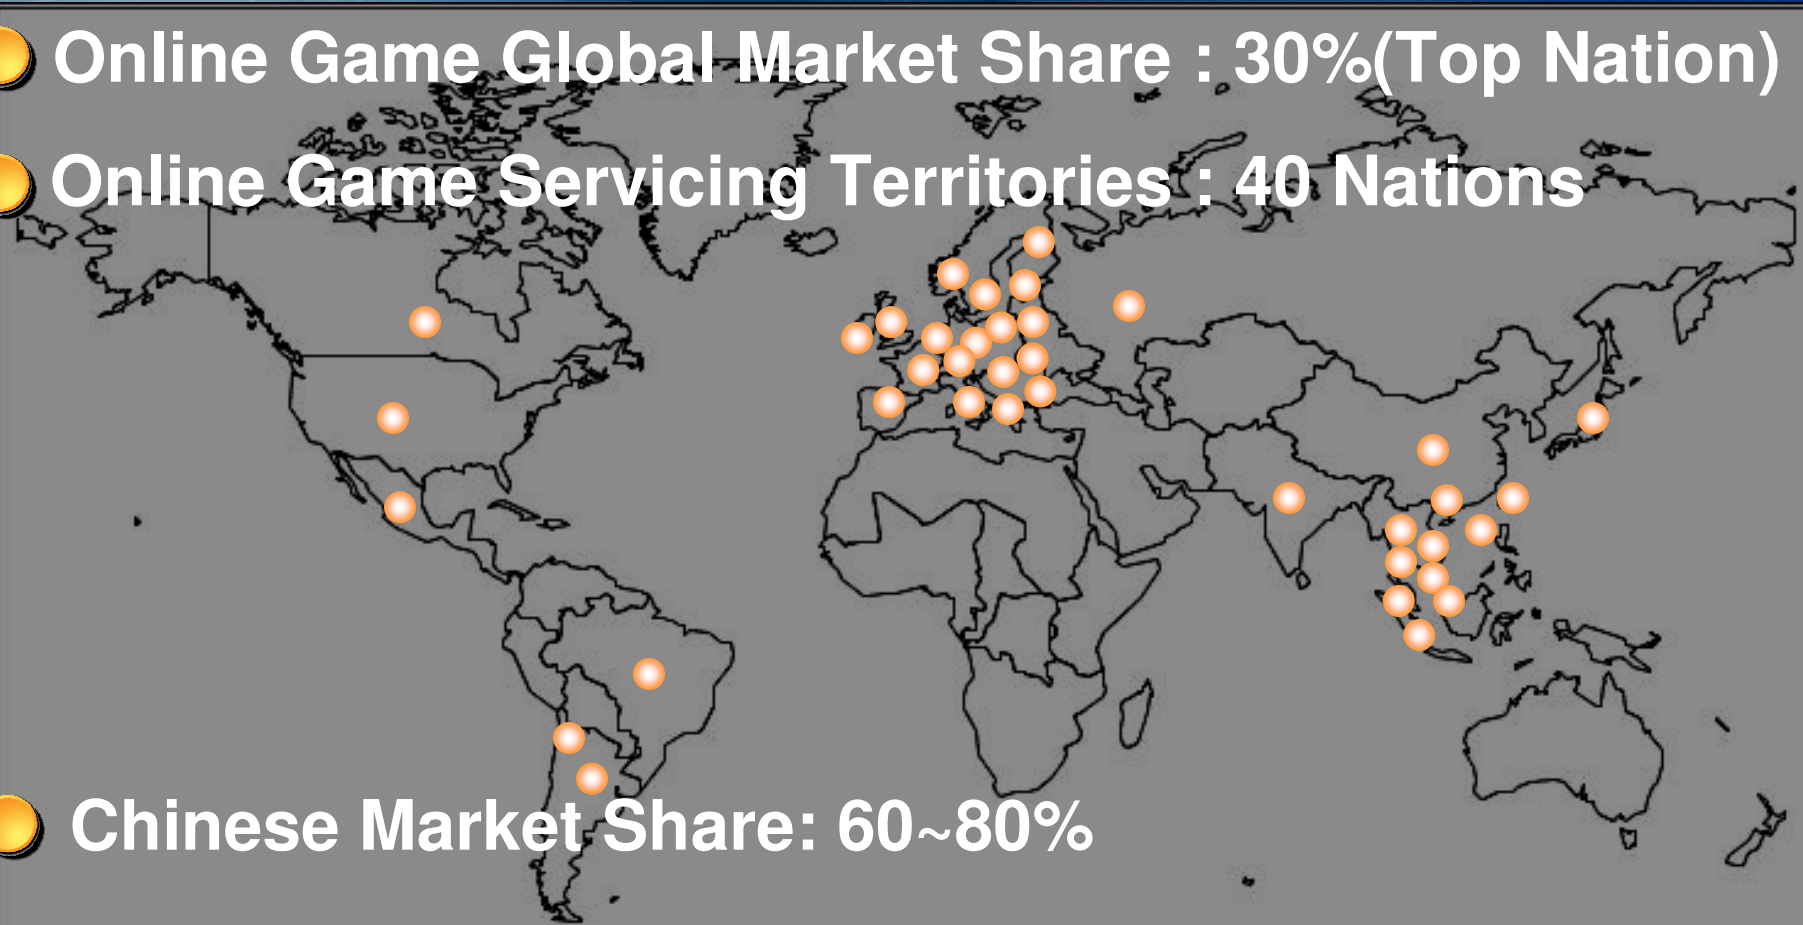 Online Game Global Market Share : 30%(Top Nation)
Online Game Servicing Territories : 40 Nations
Chinese Market Share: 60~80%